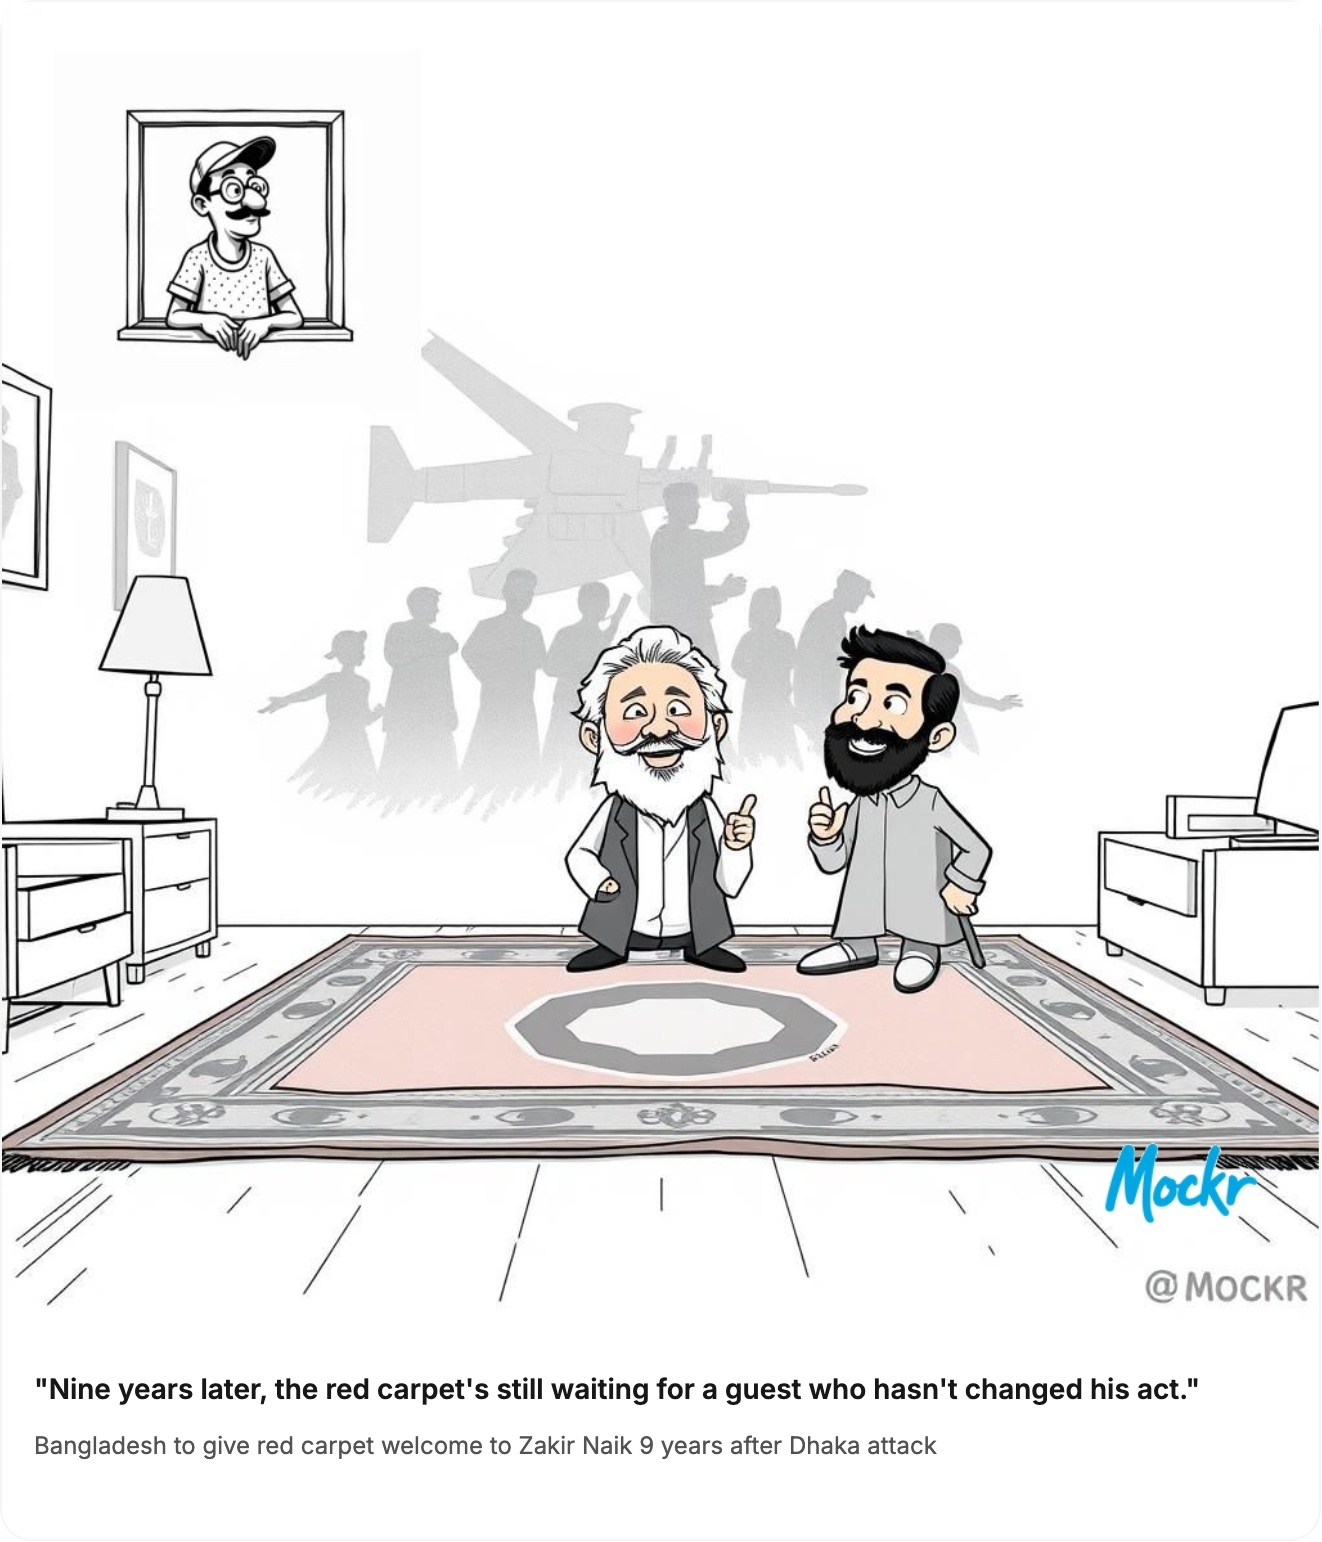 Mockr
@MOCKR
"Nine years later, the red carpet's still waiting for a guest who hasn't changed his act."
Bangladesh to give red carpet welcome to Zakir Naik 9 years after Dhaka attack